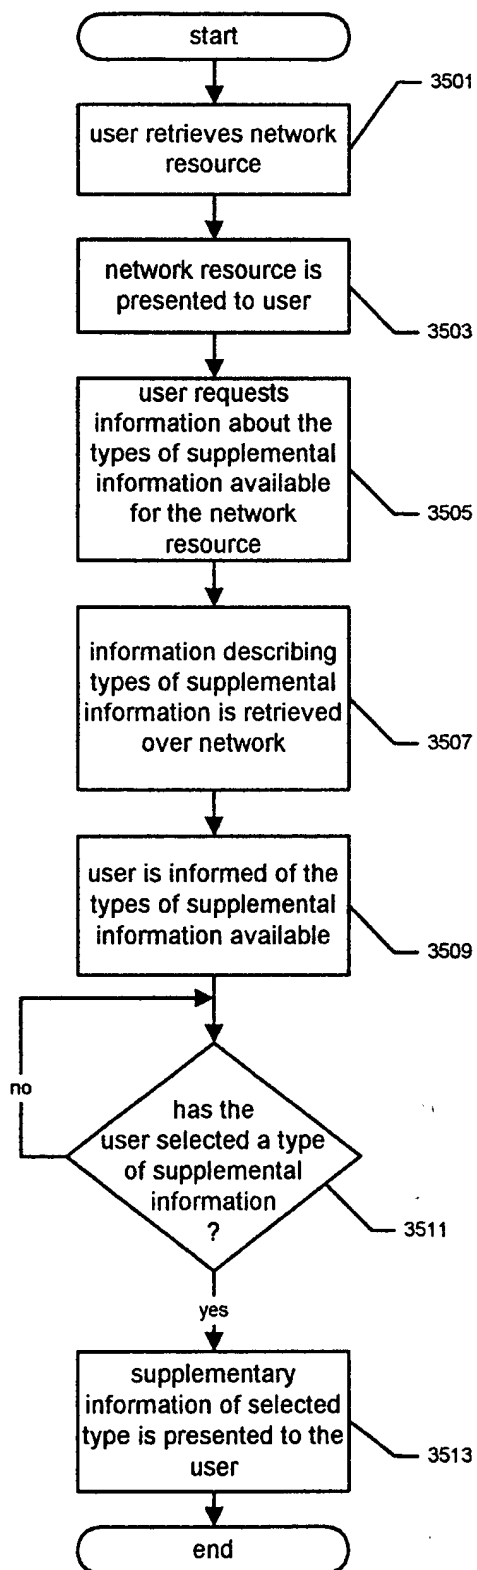 start
3501
user retrieves network
resource
network resource is
presented to user
3503
user requests
information about the
types of supplemental
information available
for the network
resource
3505
information describing
types of supplemental
information is retrieved
over network
3507
user is informed of the
types of supplemental
information available
3509
no
has the
user selected a type
of supplemental
information
?
3511
yes
supplementary
information of selected
type is presented to the
user
3513
end